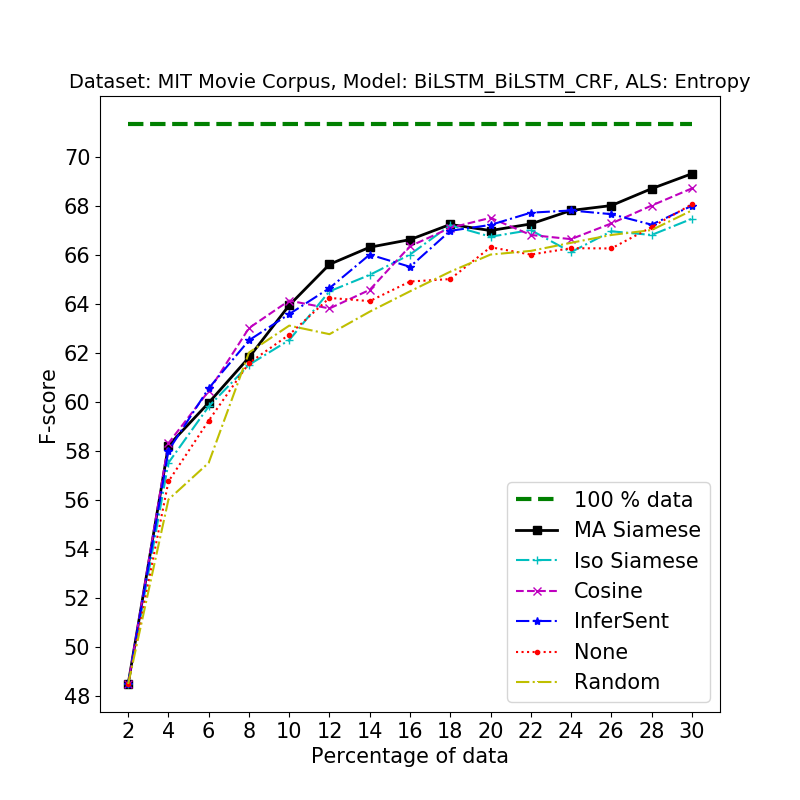 Dataset: MIT Movie Corpus, Model: BiLSTM_BiLSTM_CRF, ALS: Entropy
70
68
66
64
62
60
58
56
54
52
50
48
F-score
100 % data
MA Siamese
Iso Siamese
Cosine
InferSent
None
Random
2 4 6 8 10 12 14 16 18 20 22 24 26 28 30
Percentage of data